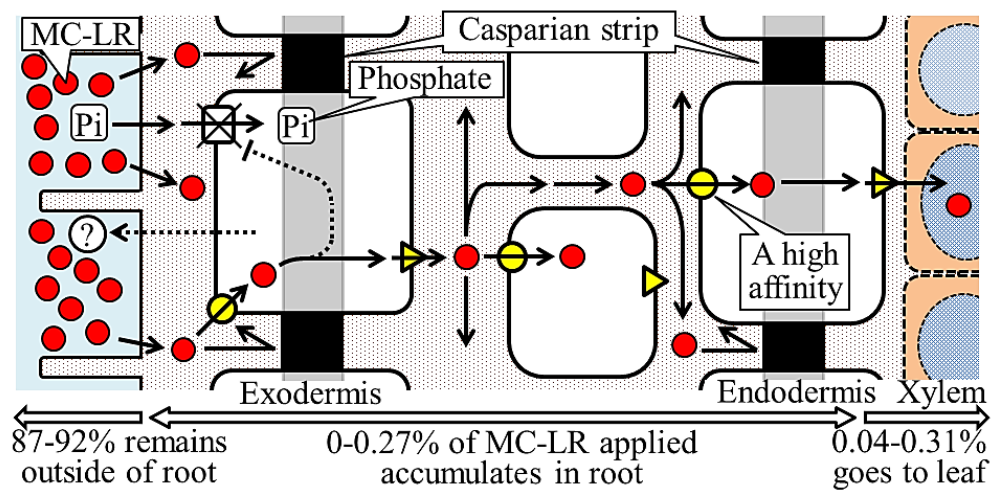 MC-LR
Casparian strip
Phosphate
Pi
Pi
?
A high
affinity
Exodermis
Endodermis
Xylem
87-92% remains
outside of root
0-0.27% of MC-LR applied
accumulates in root
0.04-0.31%
goes to leaf